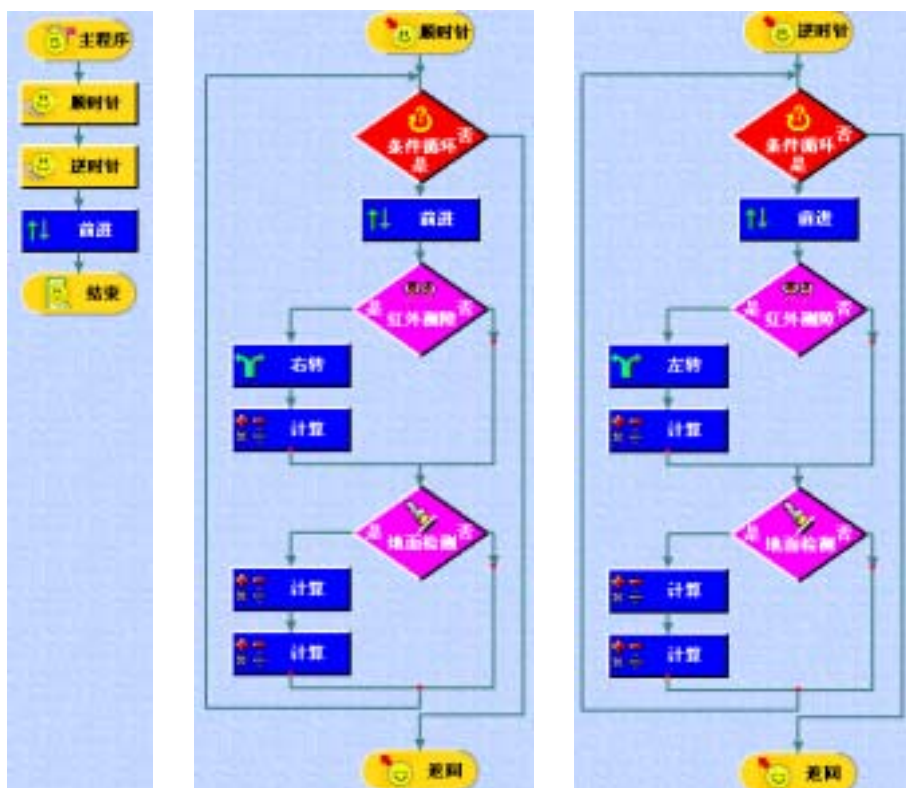 主程序
顺时针
逆时针
前进
结束
顺时针
条件循环
否
是
前进
是
红外测障
否
右转
计算
是
地面检测
否
计算
计算
返回
逆时针
条件循环
否
是
前进
是
红外测障
否
左转
计算
是
地面检测
否
计算
计算
返回